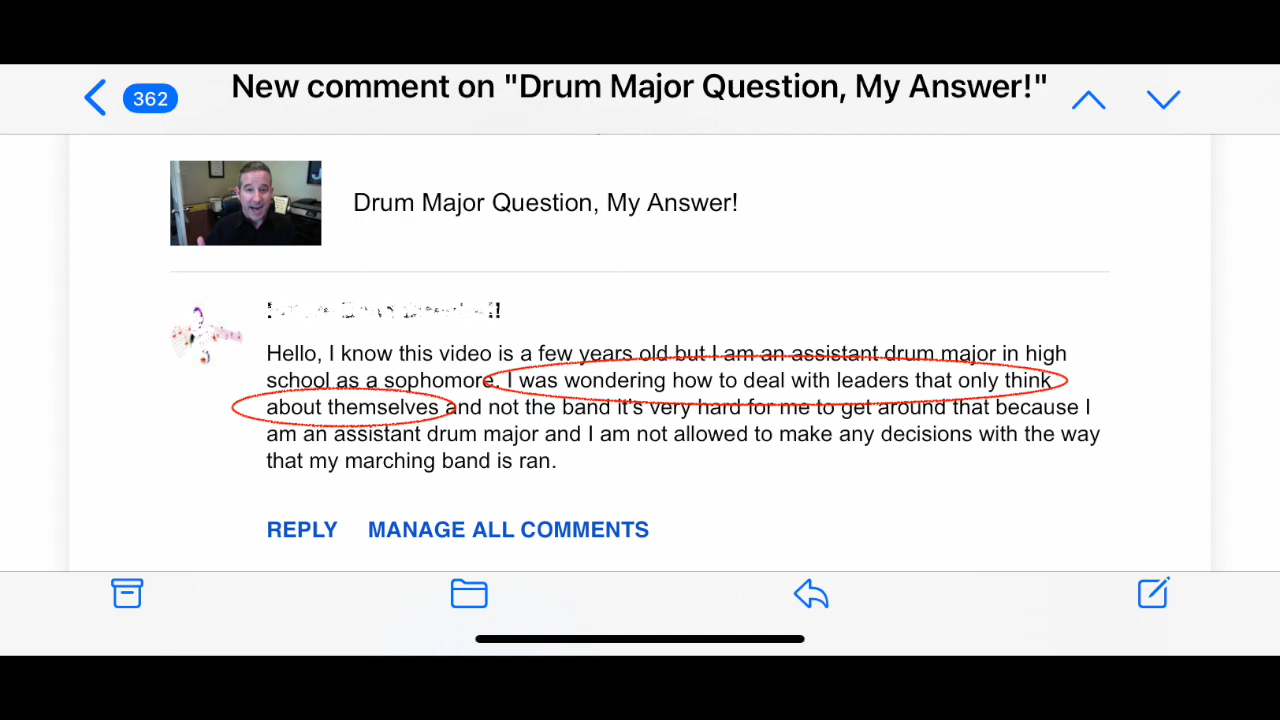 New comment on "Drum Major Question, My Answer!"
362
Drum Major Question, My Answer!
Hello, I know this video is a few years old but I am an assistant drum major in high
school as a sophomore. I was wondering how to deal with leaders that only think
about themselves and not the band it's very hard for me to get around that because I
am an assistant drum major and I am not allowed to make any decisions with the way
that my marching band is ran.
REPLY MANAGE ALL COMMENTS